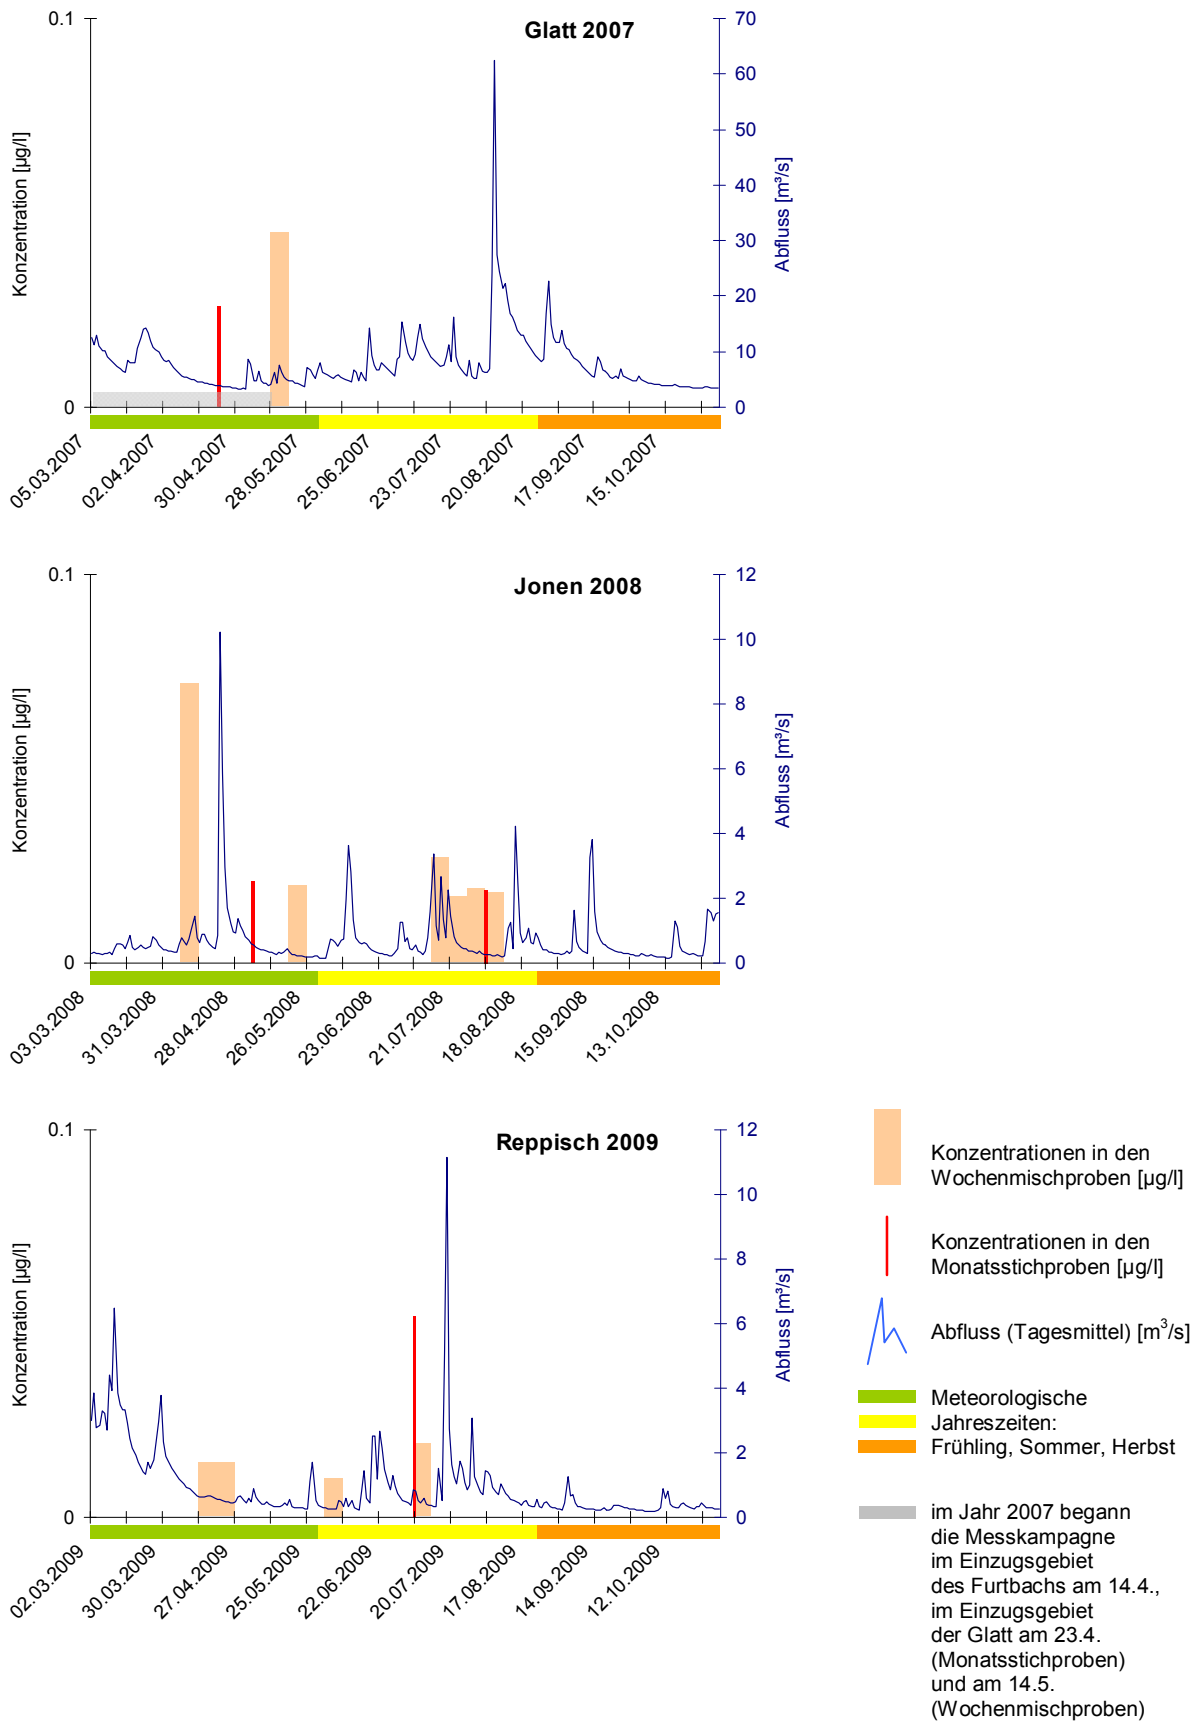 Glatt 2007
0.1
0
Konzentration [µg/l]
70
60
50
40
30
20
10
0
Abfluss [m³/s]
05.03.2007
02.04.2007
30.04.2007
28.05.2007
25.06.2007
23.07.2007
20.08.2007
17.09.2007
15.10.2007
Jonen 2008
0.1
0
Konzentration [µg/l]
12
10
8
6
4
2
0
Abfluss [m³/s]
03.03.2008
31.03.2008
28.04.2008
26.05.2008
23.06.2008
21.07.2008
18.08.2008
15.09.2008
13.10.2008
Reppisch 2009
0.1
0
Konzentration [µg/l]
12
10
8
6
4
2
0
Abfluss [m³/s]
02.03.2009
30.03.2009
27.04.2009
25.05.2009
22.06.2009
20.07.2009
17.08.2009
14.09.2009
12.10.2009
Konzentrationen in den
Wochenmischproben [µg/l]
Konzentrationen in den
Monatsstichproben [µg/l]
Abfluss (Tagesmittel) [m³/s]
Meteorologische
Jahreszeiten:
Frühling, Sommer, Herbst
im Jahr 2007 begann
die Messkampagne
im Einzugsgebiet
des Furtbachs am 14.4.,
im Einzugsgebiet
der Glatt am 23.4.
(Monatsstichproben)
und am 14.5.
(Wochenmischproben)